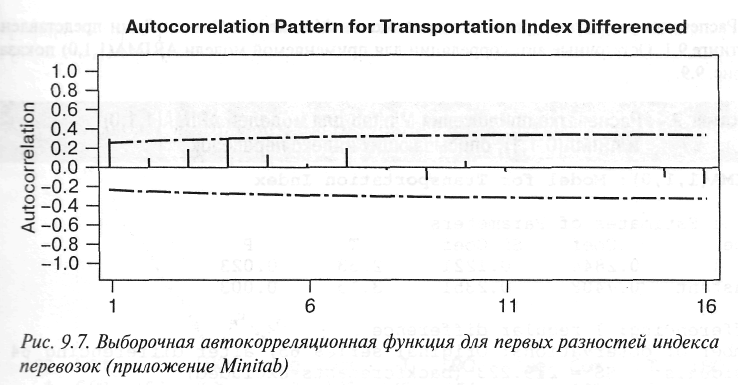 Autocorrelation Pattern for Transportation Index Differenced
Autocorrelation
1.0
0.8
0.6
0.4
0.2
0.0
−0.2
−0.4
−0.6
−0.8
−1.0
1 6 11 16
Рис. 9.7. Выборочная автокорреляционная функция для первых разностей индекса
перевозок (приложение Minitab)